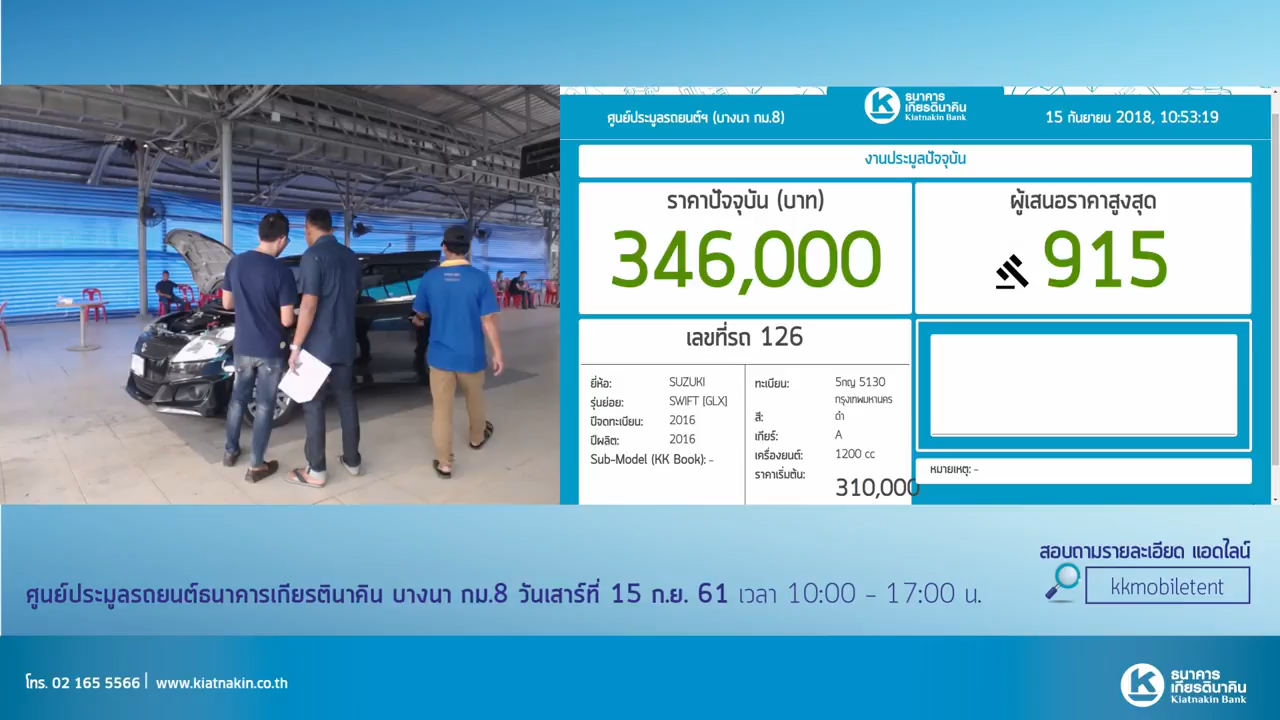 ธนาคาร
เกียรตินาคิน
Kiatnakin Bank
ศูนย์ประมูลรถยนต์ฯ (บางนา กม.8)
15 กันยายน 2018, 10:53:19
งานประมูลปัจจุบัน
ราคาปัจจุบัน (บาท)
346,000
ผู้เสนอราคาสูงสุด
915
เลขที่รถ 126
ยี่ห้อ: SUZUKI
รุ่นย่อย: SWIFT [GLX]
ปีจดทะเบียน: 2016
ปีผลิต: 2016
Sub-Model (KK Book): -
ทะเบียน: 5กญ 5130
กรุงเทพมหานคร
สี: ดำ
เกียร์: A
เครื่องยนต์: 1200 cc
ราคาเริ่มต้น:
310,000
หมายเหตุ: -
สอบถามรายละเอียด แอดไลน์
kkmobiletent
ศูนย์ประมูลรถยนต์ธนาคารเกียรตินาคิน บางนา กม.8 วันเสาร์ที่ 15 ก.ย. 61 เวลา 10:00 - 17:00 น.
โทร. 02 165 5566 | www.kiatnakin.co.th
ธนาคาร
เกียรตินาคิน
Kiatnakin Bank